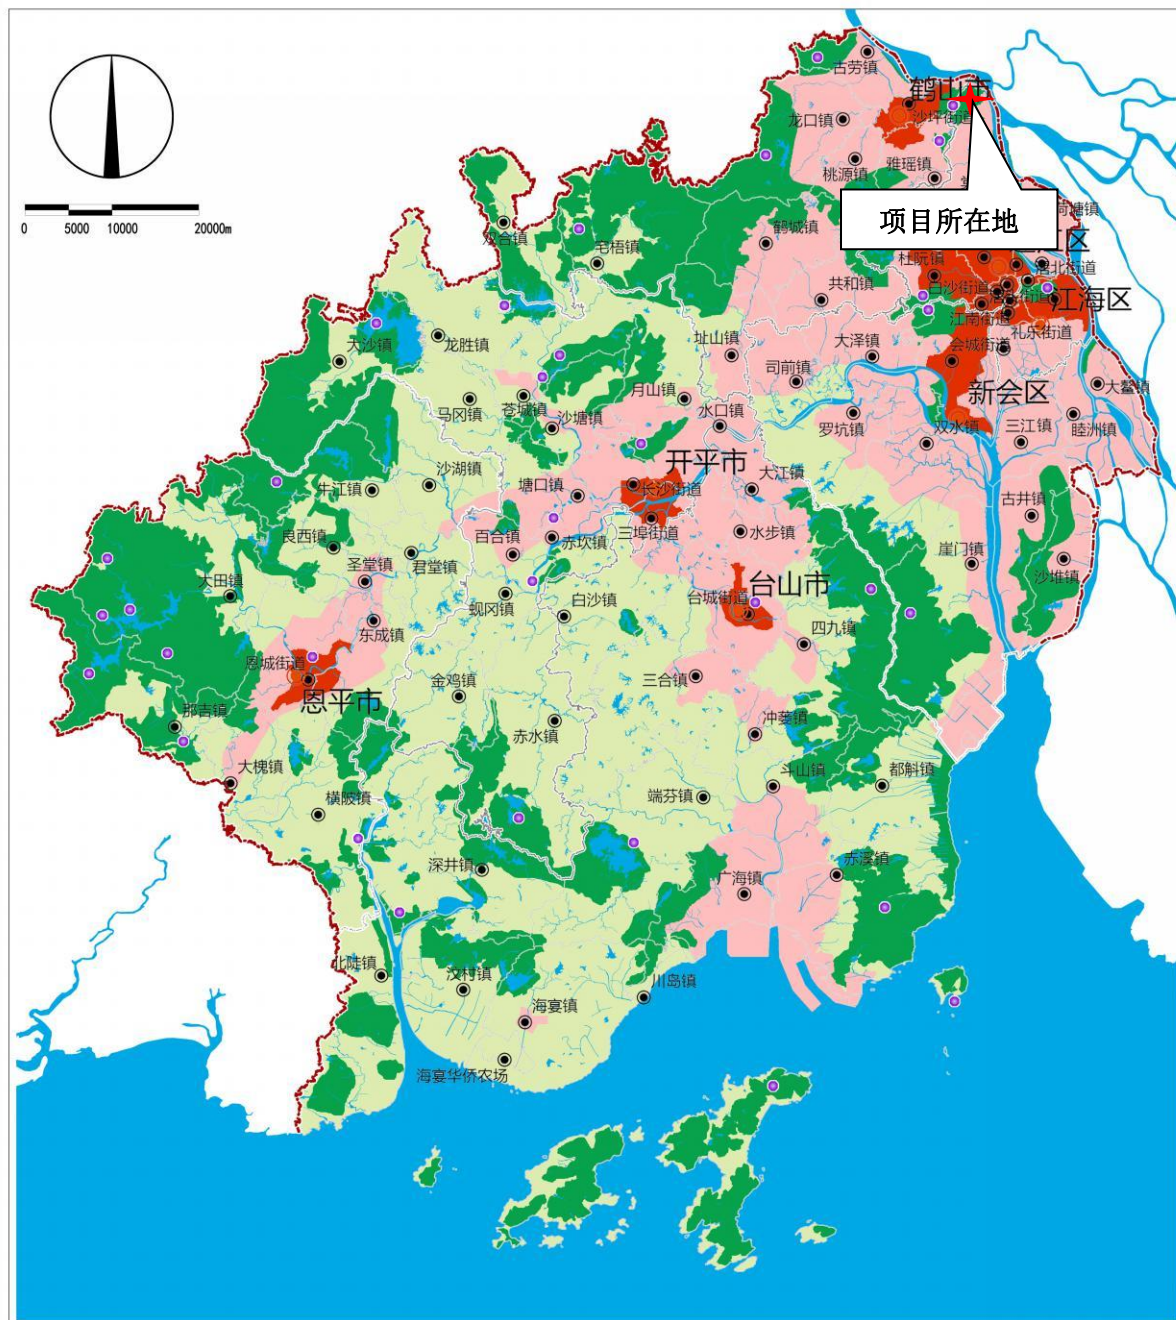 古劳镇
鹤山市
沙坪街道
龙口镇
桃源镇
雅瑶镇
项目所在地
荷塘镇
江区
双合镇
宅梧镇
鹤城镇
杜阮镇
潮北街道
白沙街道
共和镇
江海区
江南街道
礼乐街道
大沙镇
龙胜镇
址山镇
大泽镇
会城街道
司前镇
大鳌镇
新会区
马冈镇
苍城镇
月山镇
沙塘镇
水口镇
罗坑镇
双水镇
三江镇
睦洲镇
开平市
沙湖镇
牛江镇
塘口镇
长沙街道
大江镇
古井镇
三埠街道
水步镇
良西镇
百合镇
赤坎镇
君堂镇
圣堂镇
崖门镇
沙堆镇
大田镇
台山市
蚬冈镇
白沙镇
台城街道
东成镇
四九镇
恩城街道
恩平市
金鸡镇
三合镇
那吉镇
赤水镇
冲蒌镇
大槐镇
横陂镇
端芬镇
斗山镇
都斛镇
深井镇
广海镇
赤溪镇
北陡镇
汶村镇
川岛镇
海宴镇
海宴华侨农场
0
5000
10000
20000m